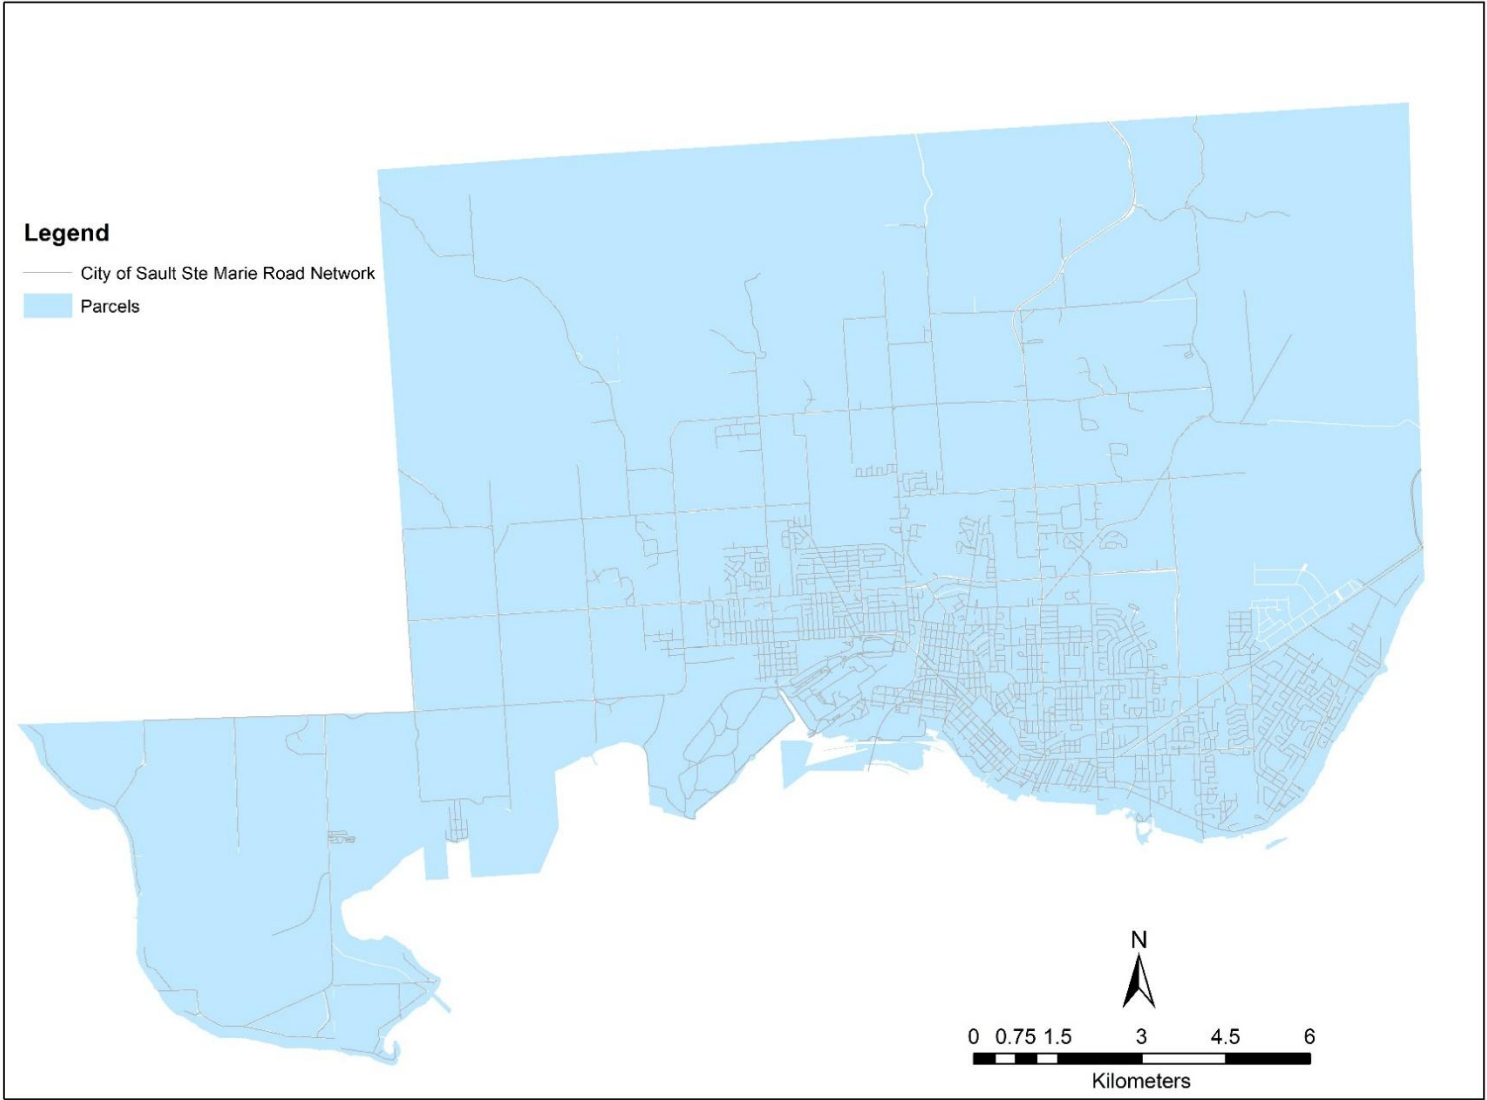 Legend
City of Sault Ste Marie Road Network
Parcels
N
0 0.75 1.5 3 4.5 6
Kilometers